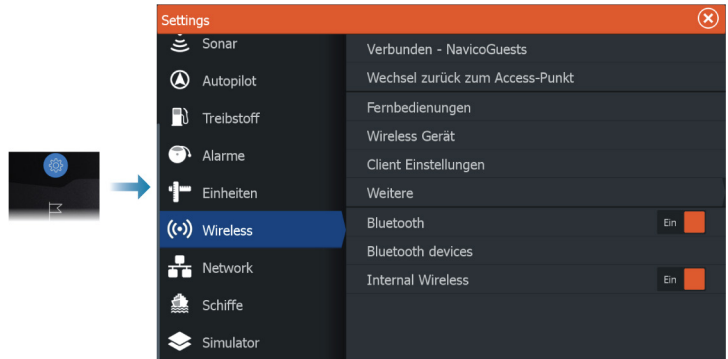 Settings
Sonar
Autopilot
Treibstoff
Alarme
Einheiten
Wireless
Network
Schiffe
Simulator
Verbunden - NavicoGuests
Wechsel zurück zum Access-Punkt
Fernbedienungen
Wireless Gerät
Client Einstellungen
Weitere
Bluetooth Ein
Bluetooth devices
Internal Wireless Ein